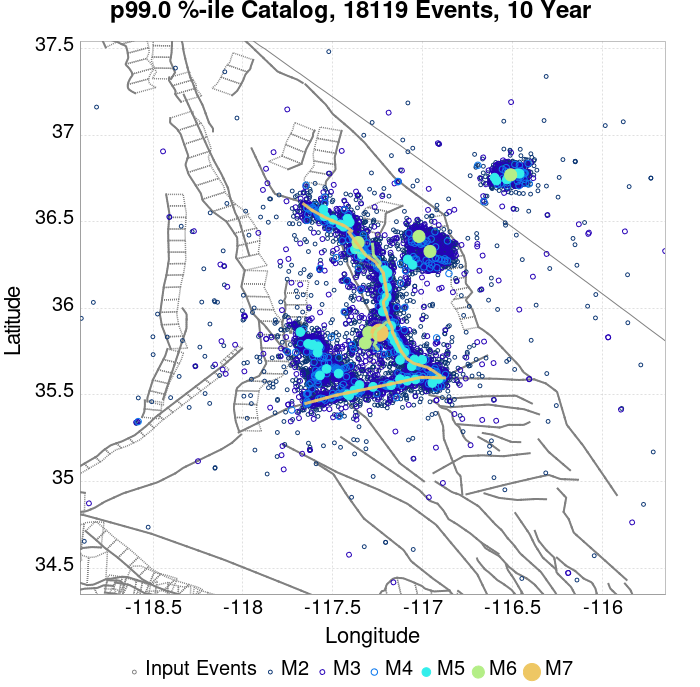 p99.0 %-ile Catalog, 18119 Events, 10 Year
37.5
37
36.5
36
35.5
35
34.5
Latitude
-118.5 -118 -117.5 -117 -116.5 -116
Longitude
Input Events M2 M3 M4 M5 M6 M7